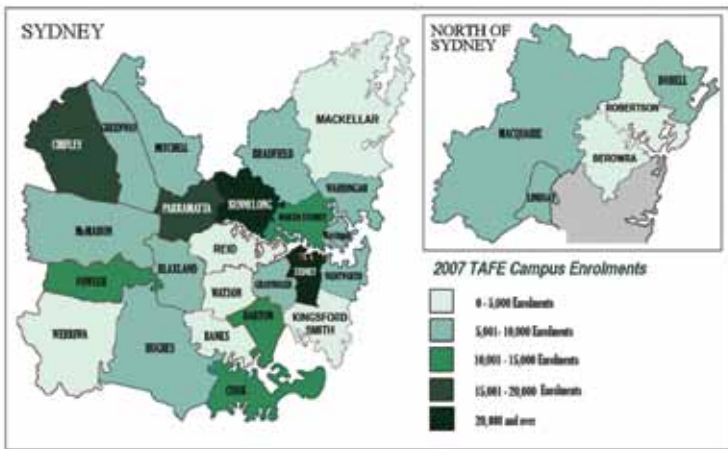 SYDNEY
NORTH OF
SYDNEY
MACKELLAR
DOBELL
ROBERTSON
MACQUARIE
BEROWRA
LINDSAY
CHIFLEY
GREENWAY
MITCHELL
BRADFIELD
WARRINGAH
PARRAMATTA
BENNELONG
NORTH SYDNEY
McMAHON
REID
BLAXLAND
FOWLER
WATSON
GRAYNDLER
SYDNEY
WENTWORTH
WERRIWA
HUGHES
BANKS
BARTON
KINGSFORD
SMITH
COOK
2007 TAFE Campus Enrolments
0 - 5,000 Enrolments
5,001 - 10,000 Enrolments
10,001 - 15,000 Enrolments
15,001 - 20,000 Enrolments
20,000 and over